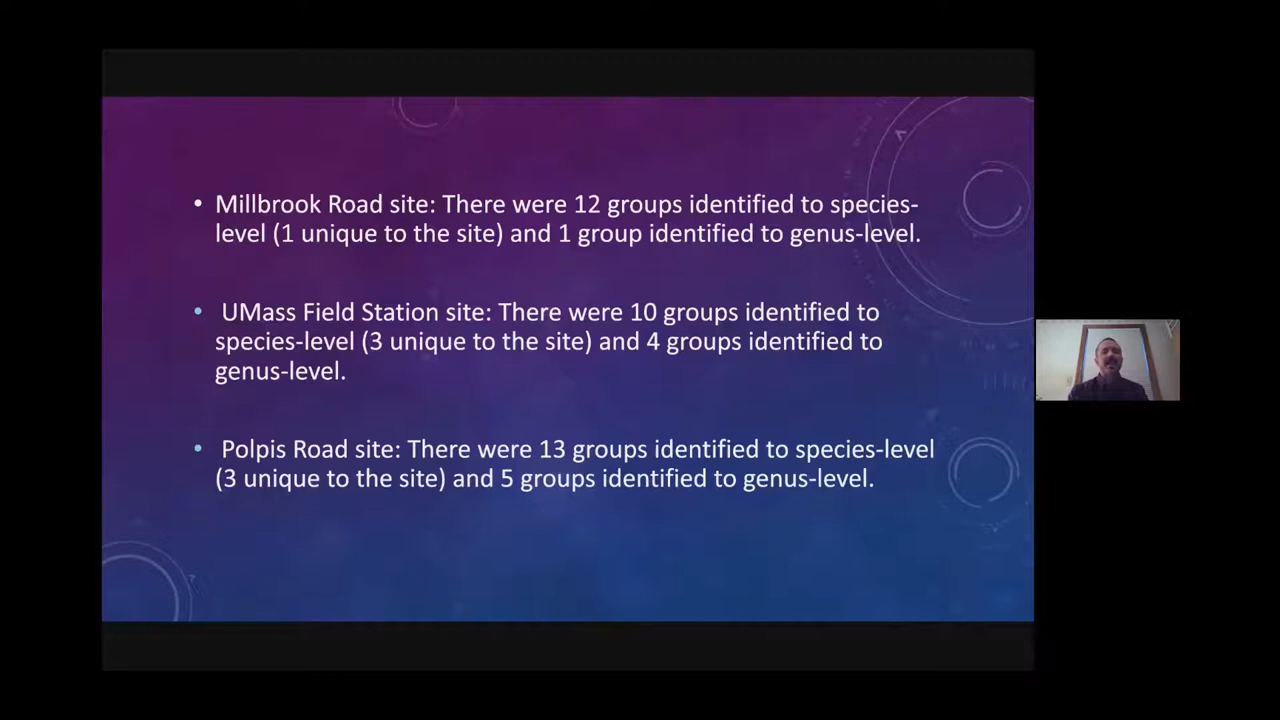 • Millbrook Road site: There were 12 groups identified to species-
level (1 unique to the site) and 1 group identified to genus-level.
• UMass Field Station site: There were 10 groups identified to
species-level (3 unique to the site) and 4 groups identified to
genus-level.
• Polpis Road site: There were 13 groups identified to species-level
(3 unique to the site) and 5 groups identified to genus-level.